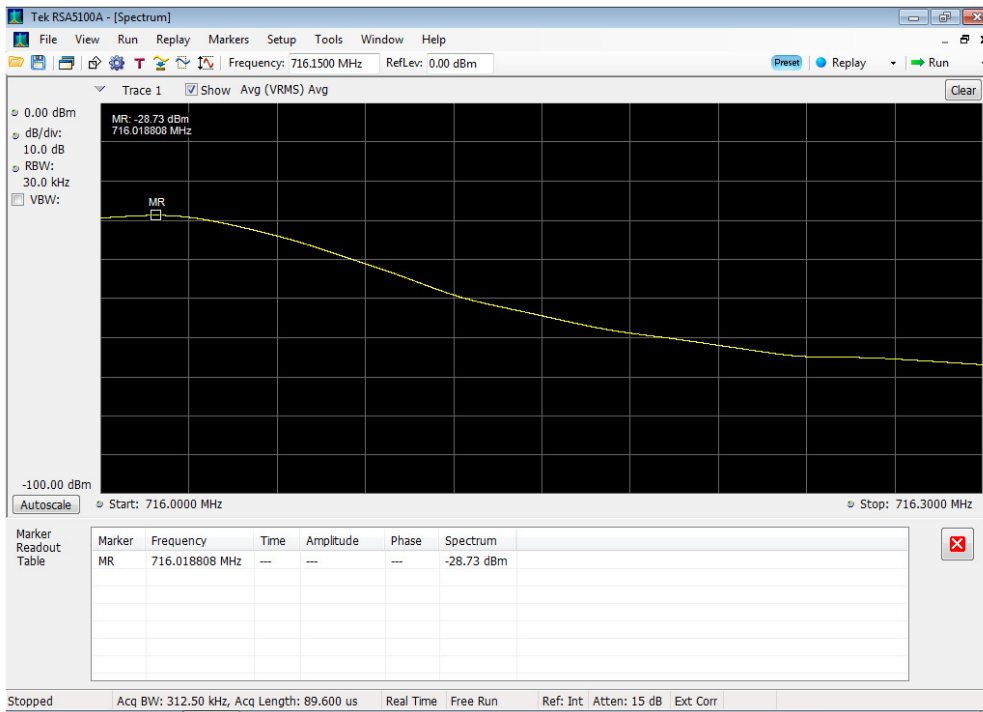 Tek RSA5100A - [Spectrum]
File View Run Replay Markers Setup Tools Window Help
T Frequency: 716.1500 MHz RefLev: 0.00 dBm Preset Replay Run
Trace 1 Show Avg (VRMS) Avg Clear
0.00 dBm
dB/div:
10.0 dB
RBW:
30.0 kHz
VBW:
MR: -28.73 dBm
716.018808 MHz
MR
-100.00 dBm
Autoscale Start: 716.0000 MHz Stop: 716.3000 MHz
Marker
Readout
Table
Marker Frequency Time Amplitude Phase Spectrum
MR 716.018808 MHz --- --- --- -28.73 dBm
Stopped Acq BW: 312.50 kHz, Acq Length: 89.600 us Real Time Free Run Ref: Int Atten: 15 dB Ext Corr